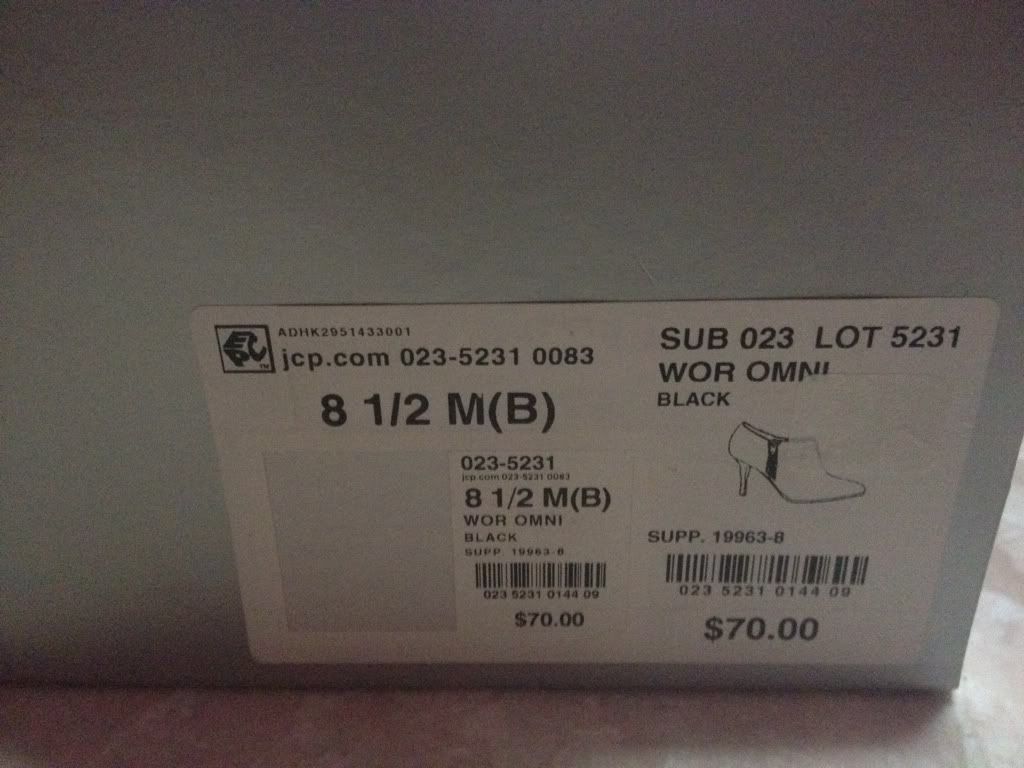 ADHK2951433001
jcp.com 023-5231 0083
8 1/2 M(B)
023-5231
jcp.com 023-5231 0083
8 1/2 M(B)
WOR OMNI
BLACK
SUPP. 19963-8
023 5231 0144 09
$70.00
SUB 023 LOT 5231
WOR OMNI
BLACK
SUPP. 19963-8
023 5231 0144 09
$70.00